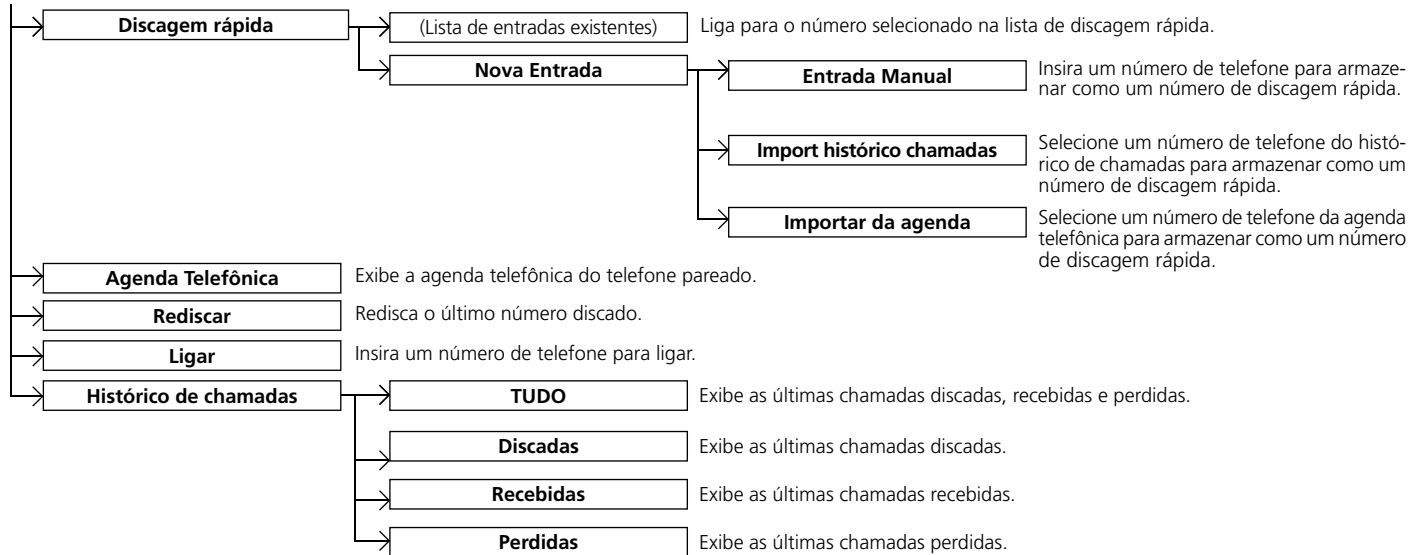 Discagem rápida
(Lista de entradas existentes)
Liga para o número selecionado na lista de discagem rápida.
Nova Entrada
Entrada Manual
Insira um número de telefone para armaze-
nar como um número de discagem rápida.
Import histórico chamadas
Selecione um número de telefone do histó-
rico de chamadas para armazenar como um
número de discagem rápida.
Importar da agenda
Selecione um número de telefone da agenda
telefônica para armazenar como um número
de discagem rápida.
Agenda Telefônica
Exibe a agenda telefônica do telefone pareado.
Rediscar
Redisca o último número discado.
Ligar
Insira um número de telefone para ligar.
Histórico de chamadas
TUDO
Exibe as últimas chamadas discadas, recebidas e perdidas.
Discadas
Exibe as últimas chamadas discadas.
Recebidas
Exibe as últimas chamadas recebidas.
Perdidas
Exibe as últimas chamadas perdidas.